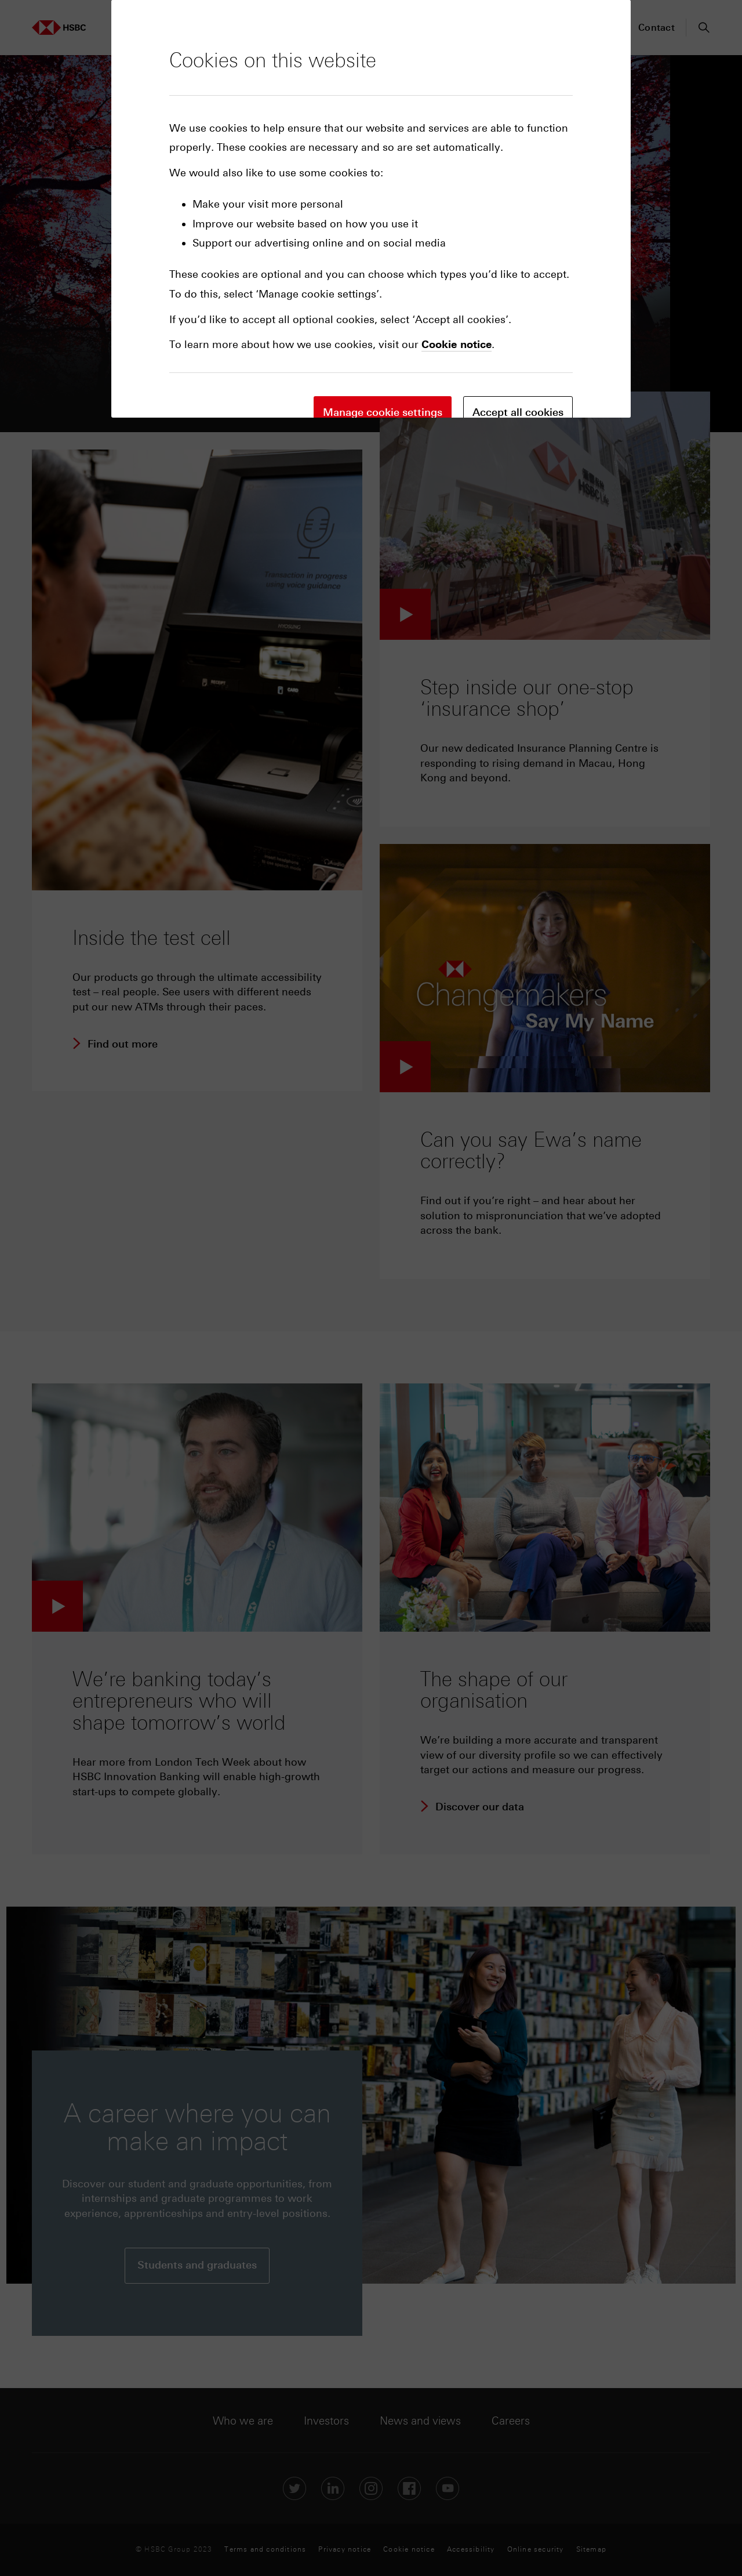 HSBC
Contact
Cookies on this website
We use cookies to help ensure that our website and services are able to function
properly. These cookies are necessary and so are set automatically.
We would also like to use some cookies to:
Make your visit more personal
Improve our website based on how you use it
Support our advertising online and on social media
These cookies are optional and you can choose which types you’d like to accept.
To do this, select ‘Manage cookie settings’.
If you’d like to accept all optional cookies, select ‘Accept all cookies’.
To learn more about how we use cookies, visit our Cookie notice.
Manage cookie settings
Accept all cookies
Transaction in progress
using voice guidance
CARD
Step inside our one-stop
‘insurance shop’
Our new dedicated Insurance Planning Centre is
responding to rising demand in Macau, Hong
Kong and beyond.
Inside the test cell
Our products go through the ultimate accessibility
test – real people. See users with different needs
put our new ATMs through their paces.
Find out more
Changemakers
Say My Name
Can you say Ewa’s name
correctly?
Find out if you’re right – and hear about her
solution to mispronunciation that we’ve adopted
across the bank.
We’re banking today’s
entrepreneurs who will
shape tomorrow’s world
Hear more from London Tech Week about how
HSBC Innovation Banking will enable high-growth
start-ups to compete globally.
The shape of our
organisation
We’re building a more accurate and transparent
view of our diversity profile so we can effectively
target our actions and measure our progress.
Discover our data
A career where you can
make an impact
Discover our student and graduate opportunities, from
internships and graduate programmes to work
experience, apprenticeships and entry-level positions.
Students and graduates
Who we are
Investors
News and views
Careers
© HSBC Group 2023
Terms and conditions
Privacy notice
Cookie notice
Accessibility
Online security
Sitemap